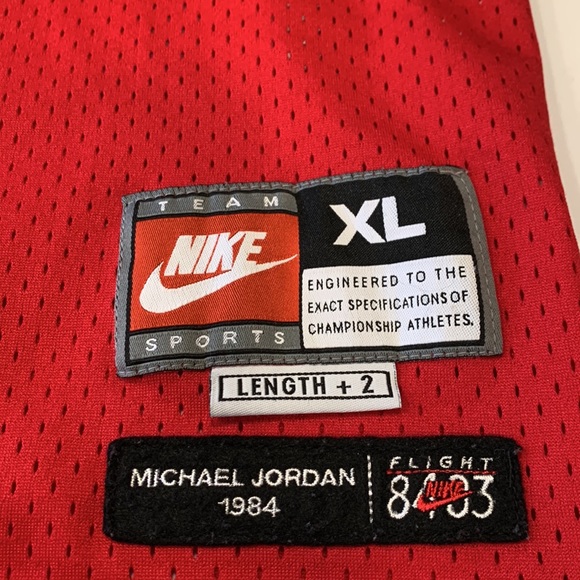 TEAM
NIKE
SPORTS
XL
ENGINEERED TO THE
EXACT SPECIFICATIONS OF
CHAMPIONSHIP ATHLETES.
LENGTH + 2
MICHAEL JORDAN
1984
FLIGHT
8403
NIKE